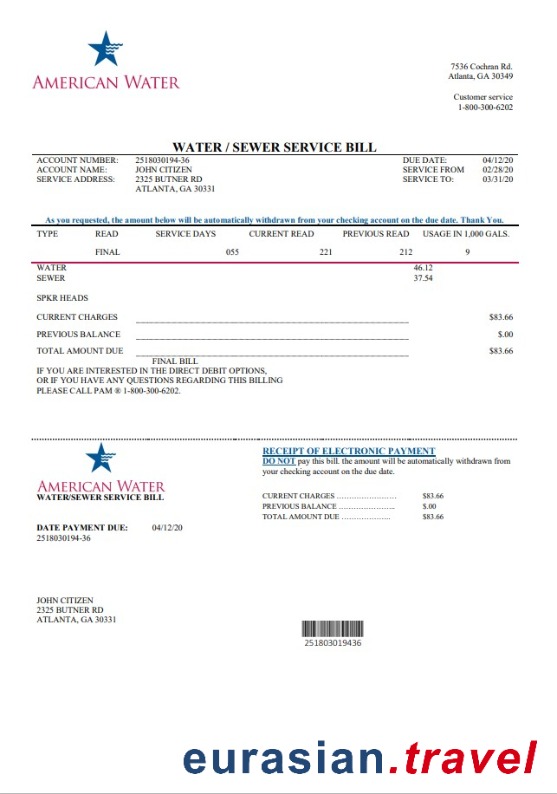 AMERICAN WATER
7536 Cochran Rd.
Atlanta, GA 30349
Customer service
1-800-300-6202
WATER / SEWER SERVICE BILL
ACCOUNT NUMBER: 2518030194-36 DUE DATE: 04/12/20
ACCOUNT NAME: JOHN CITIZEN SERVICE FROM 02/28/20
SERVICE ADDRESS: 2325 BUTNER RD SERVICE TO: 03/31/20
ATLANTA, GA 30331
As you requested, the amount below will be automatically withdrawn from your checking account on the due date. Thank You.
TYPE READ SERVICE DAYS CURRENT READ PREVIOUS READ USAGE IN 1,000 GALS.
FINAL 055 221 212 9
WATER 46.12
SEWER 37.54
SPKR HEADS
CURRENT CHARGES $83.66
PREVIOUS BALANCE $.00
TOTAL AMOUNT DUE $83.66
FINAL BILL
IF YOU ARE INTERESTED IN THE DIRECT DEBIT OPTIONS,
OR IF YOU HAVE ANY QUESTIONS REGARDING THIS BILLING
PLEASE CALL PAM ® 1-800-300-6202.
AMERICAN WATER
WATER/SEWER SERVICE BILL
DATE PAYMENT DUE: 04/12/20
2518030194-36
RECEIPT OF ELECTRONIC PAYMENT
DO NOT pay this bill. the amount will be automatically withdrawn from
your checking account on the due date.
CURRENT CHARGES ........................ $83.66
PREVIOUS BALANCE ...................... $.00
TOTAL AMOUNT DUE .................... $83.66
JOHN CITIZEN
2325 BUTNER RD
ATLANTA, GA 30331
251803019436
eurasian.travel